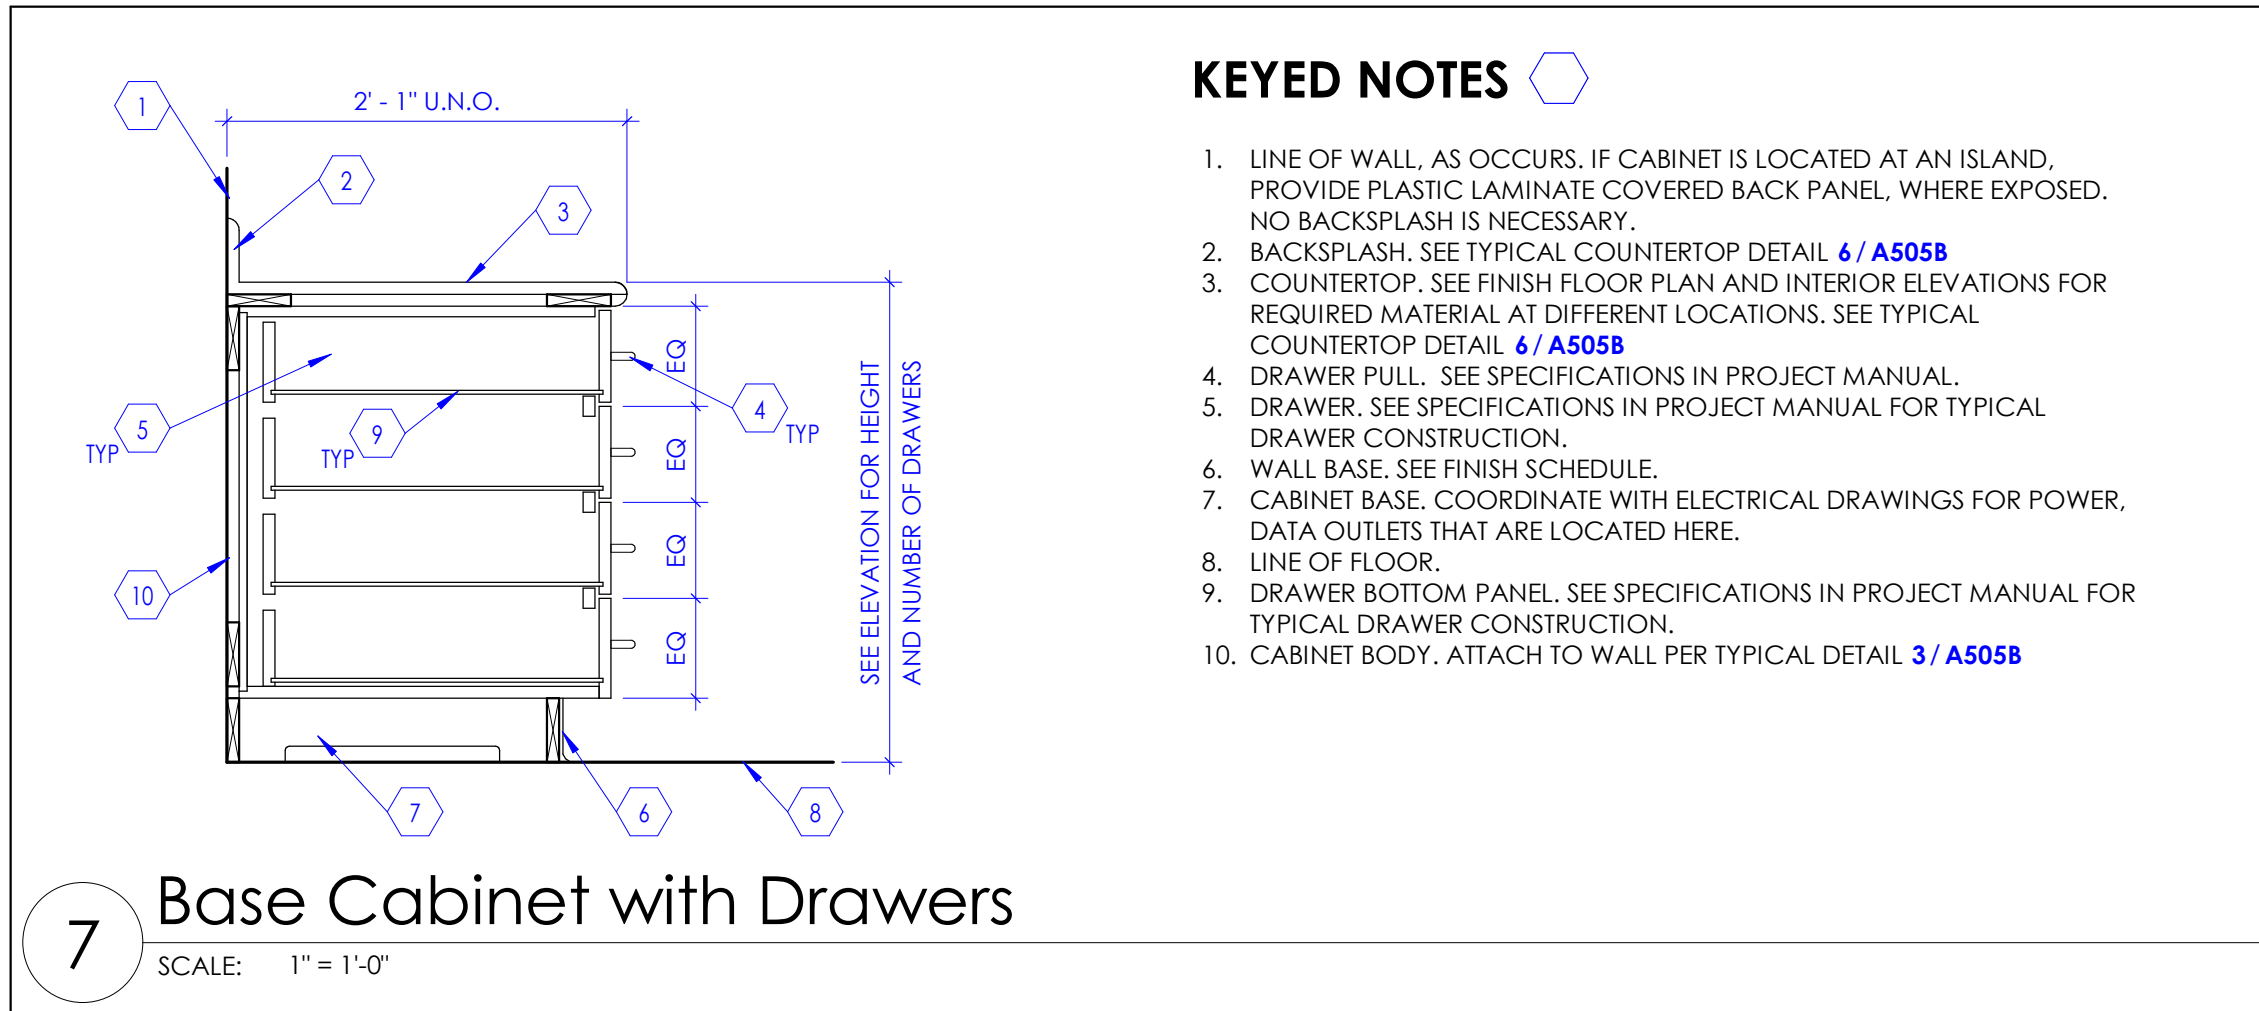 1
2' - 1" U.N.O.
2
3
EQ
EQ
EQ
EQ
4
TYP
5
TYP
9
TYP
10
SEE ELEVATION FOR HEIGHT
AND NUMBER OF DRAWERS
7
6
8
7
Base Cabinet with Drawers
SCALE: 1" = 1'-0"
KEYED NOTES
1. LINE OF WALL, AS OCCURS. IF CABINET IS LOCATED AT AN ISLAND,
PROVIDE PLASTIC LAMINATE COVERED BACK PANEL, WHERE EXPOSED.
NO BACKSPLASH IS NECESSARY.
2. BACKSPLASH. SEE TYPICAL COUNTERTOP DETAIL 6 / A505B
3. COUNTERTOP. SEE FINISH FLOOR PLAN AND INTERIOR ELEVATIONS FOR
REQUIRED MATERIAL AT DIFFERENT LOCATIONS. SEE TYPICAL
COUNTERTOP DETAIL 6 / A505B
4. DRAWER PULL. SEE SPECIFICATIONS IN PROJECT MANUAL.
5. DRAWER. SEE SPECIFICATIONS IN PROJECT MANUAL FOR TYPICAL
DRAWER CONSTRUCTION.
6. WALL BASE. SEE FINISH SCHEDULE.
7. CABINET BASE. COORDINATE WITH ELECTRICAL DRAWINGS FOR POWER,
DATA OUTLETS THAT ARE LOCATED HERE.
8. LINE OF FLOOR.
9. DRAWER BOTTOM PANEL. SEE SPECIFICATIONS IN PROJECT MANUAL FOR
TYPICAL DRAWER CONSTRUCTION.
10. CABINET BODY. ATTACH TO WALL PER TYPICAL DETAIL 3 / A505B